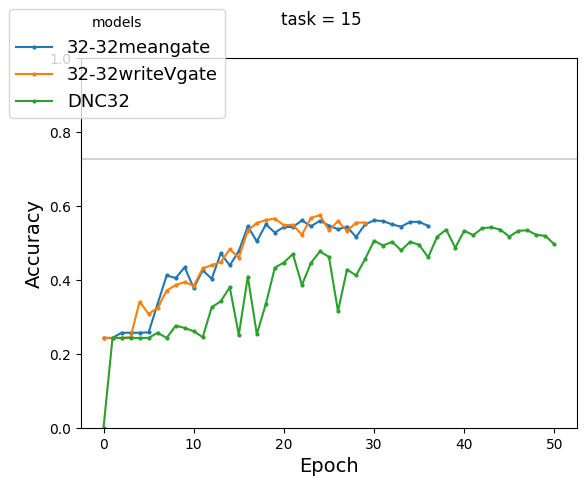 task = 15
models
32-32meangate
32-32writeVgate
DNC32
1.0
0.8
0.6
0.4
0.2
0.0
Accuracy
0 10 20 30 40 50
Epoch